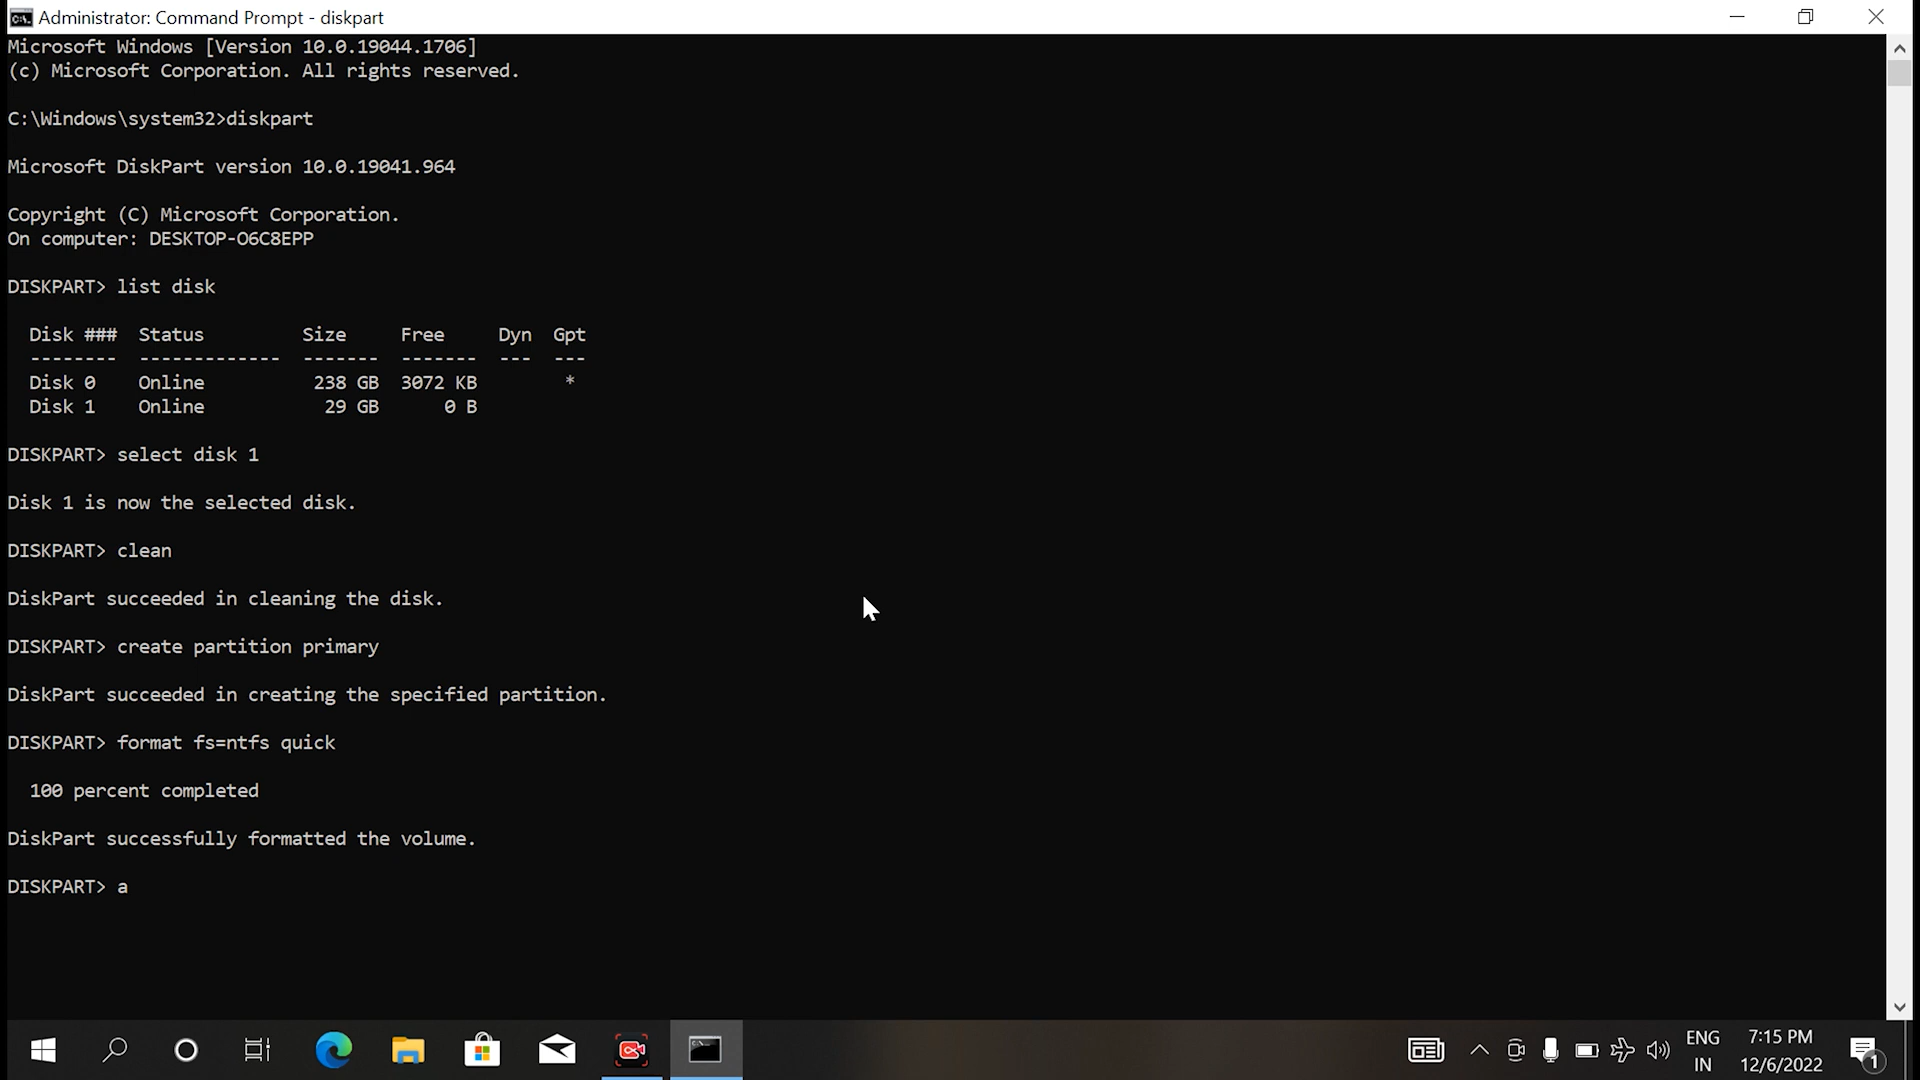 Administrator: Command Prompt - diskpart
Microsoft Windows [Version 10.0.19044.1706]
(c) Microsoft Corporation. All rights reserved.
C:\Windows\system32>diskpart
Microsoft DiskPart version 10.0.19041.964
Copyright (C) Microsoft Corporation.
On computer: DESKTOP-O6C8EPP
DISKPART> list disk
Disk ### Status Size Free Dyn Gpt
-------- ------------- ------- ------- --- ---
Disk 0 Online 238 GB 3072 KB *
Disk 1 Online 29 GB 0 B
DISKPART> select disk 1
Disk 1 is now the selected disk.
DISKPART> clean
DiskPart succeeded in cleaning the disk.
DISKPART> create partition primary
DiskPart succeeded in creating the specified partition.
DISKPART> format fs=ntfs quick
100 percent completed
DiskPart successfully formatted the volume.
DISKPART> a
ENG 7:15 PM
IN 12/6/2022 1